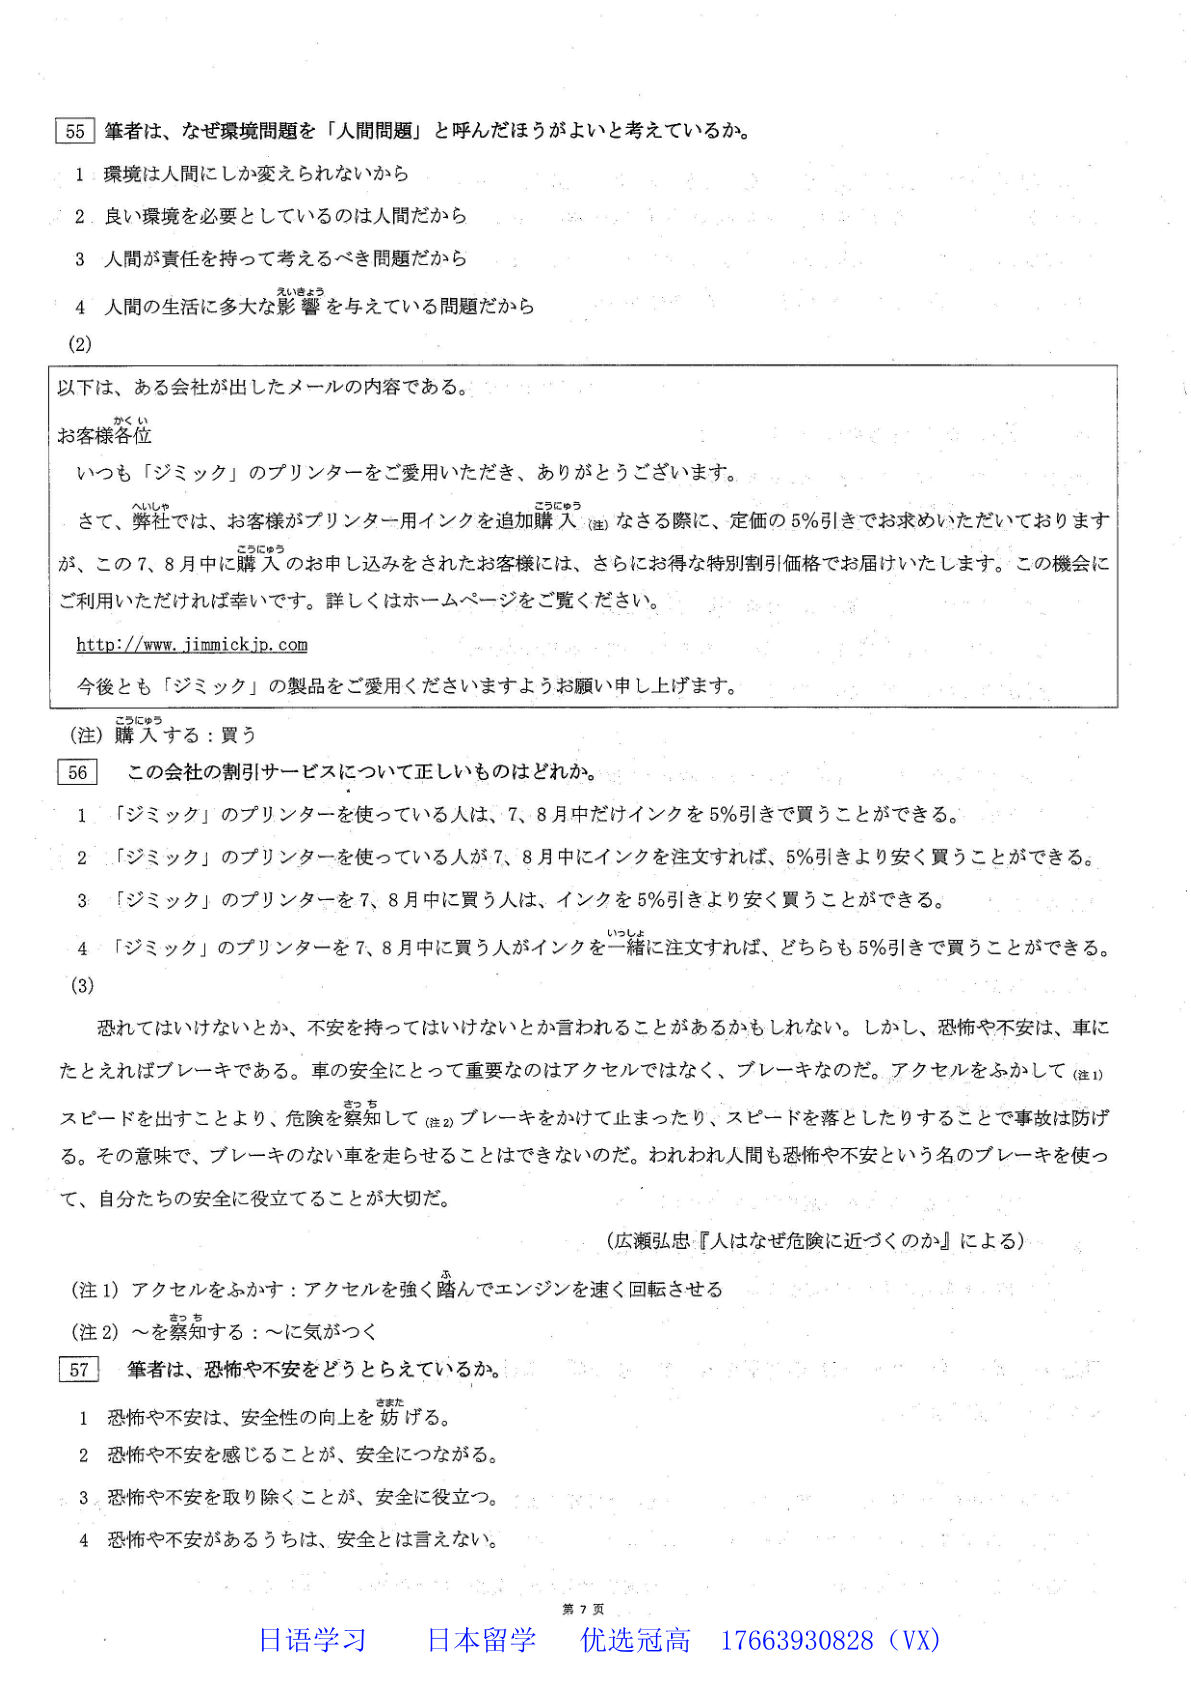 55 筆者は、なぜ環境問題を「人間問題」と呼んだほうがよいと考えているか。
1 環境は人間にしか変えられないから
2 良い環境を必要としているのは人間だから
3 人間が責任を持って考えるべき問題だから
えいきょう
4 人間の生活に多大な影響を与えている問題だから
(2)
以下は、ある会社が出したメールの内容である。
かくい
お客様各位
いつも「ジミック」のプリンターをご愛用いただき、ありがとうございます。
へいしゃ こうにゅう
さて、弊社では、お客様がプリンター用インクを追加購入(注)なさる際に、定価の5%引きでお求めいただいております
こうにゅう
が、この7、8月中に購入のお申し込みをされたお客様には、さらにお得な特別割引価格でお届けいたします。この機会に
ご利用いただければ幸いです。詳しくはホームページをご覧ください。
http://www.jimmickjp.com
今後とも「ジミック」の製品をご愛用くださいますようお願い申し上げます。
こうにゅう
(注)購入する:買う
56 この会社の割引サービスについて正しいものはどれか。
1 「ジミック」のプリンターを使っている人は、7、8月中だけインクを5%引きで買うことができる。
2 「ジミック」のプリンターを使っている人が7、8月中にインクを注文すれば、5%引きより安く買うことができる。
3 「ジミック」のプリンターを7、8月中に買う人は、インクを5%引きより安く買うことができる。
いっしょ
4 「ジミック」のプリンターを7、8月中に買う人がインクを一緒に注文すれば、どちらも5%引きで買うことができる。
(3)
恐れてはいけないとか、不安を持ってはいけないとか言われることがあるかもしれない。しかし、恐怖や不安は、車に
たとえればブレーキである。車の安全にとって重要なのはアクセルではなく、ブレーキなのだ。アクセルをふかして(注1)
さっち
スピードを出すことより、危険を察知して(注2)ブレーキをかけて止まったり、スピードを落としたりすることで事故は防げ
る。その意味で、ブレーキのない車を走らせることはできないのだ。われわれ人間も恐怖や不安という名のブレーキを使っ
て、自分たちの安全に役立てることが大切だ。
(広瀬弘忠『人はなぜ危険に近づくのか』による)
ふ
(注1)アクセルをふかす:アクセルを強く踏んでエンジンを速く回転させる
さっち
(注2)~を察知する:~に気がつく
57 筆者は、恐怖や不安をどうとらえているか。
さまた
1 恐怖や不安は、安全性の向上を妨げる。
2 恐怖や不安を感じることが、安全につながる。
3 恐怖や不安を取り除くことが、安全に役立つ。
4 恐怖や不安があるうちは、安全とは言えない。
第 7 页
日语学习 日本留学 优选冠高 17663930828(VX)